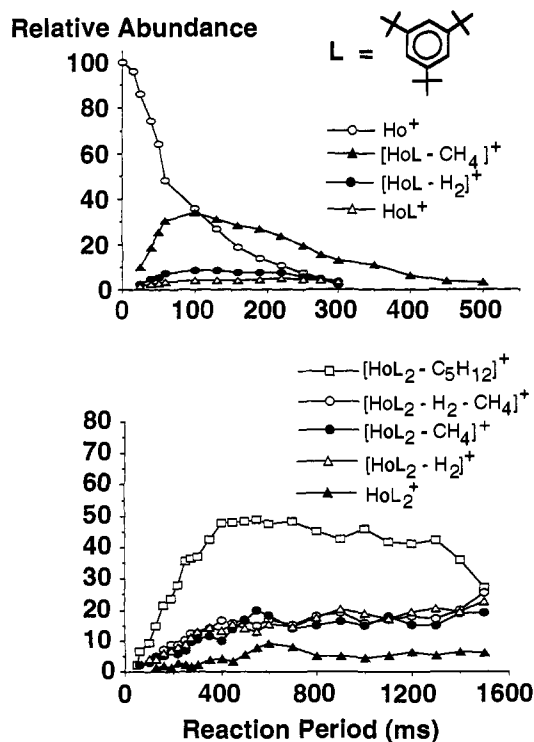 Relative Abundance
L =
Ho+
[HoL - CH4]+
[HoL - H2]+
HoL+
100
80
60
40
20
0
0 100 200 300 400 500
[HoL2 - C5H12]+
[HoL2 - H2 - CH4]+
[HoL2 - CH4]+
[HoL2 - H2]+
HoL2+
80
70
60
50
40
30
20
10
0
0 400 800 1200 1600
Reaction Period (ms)